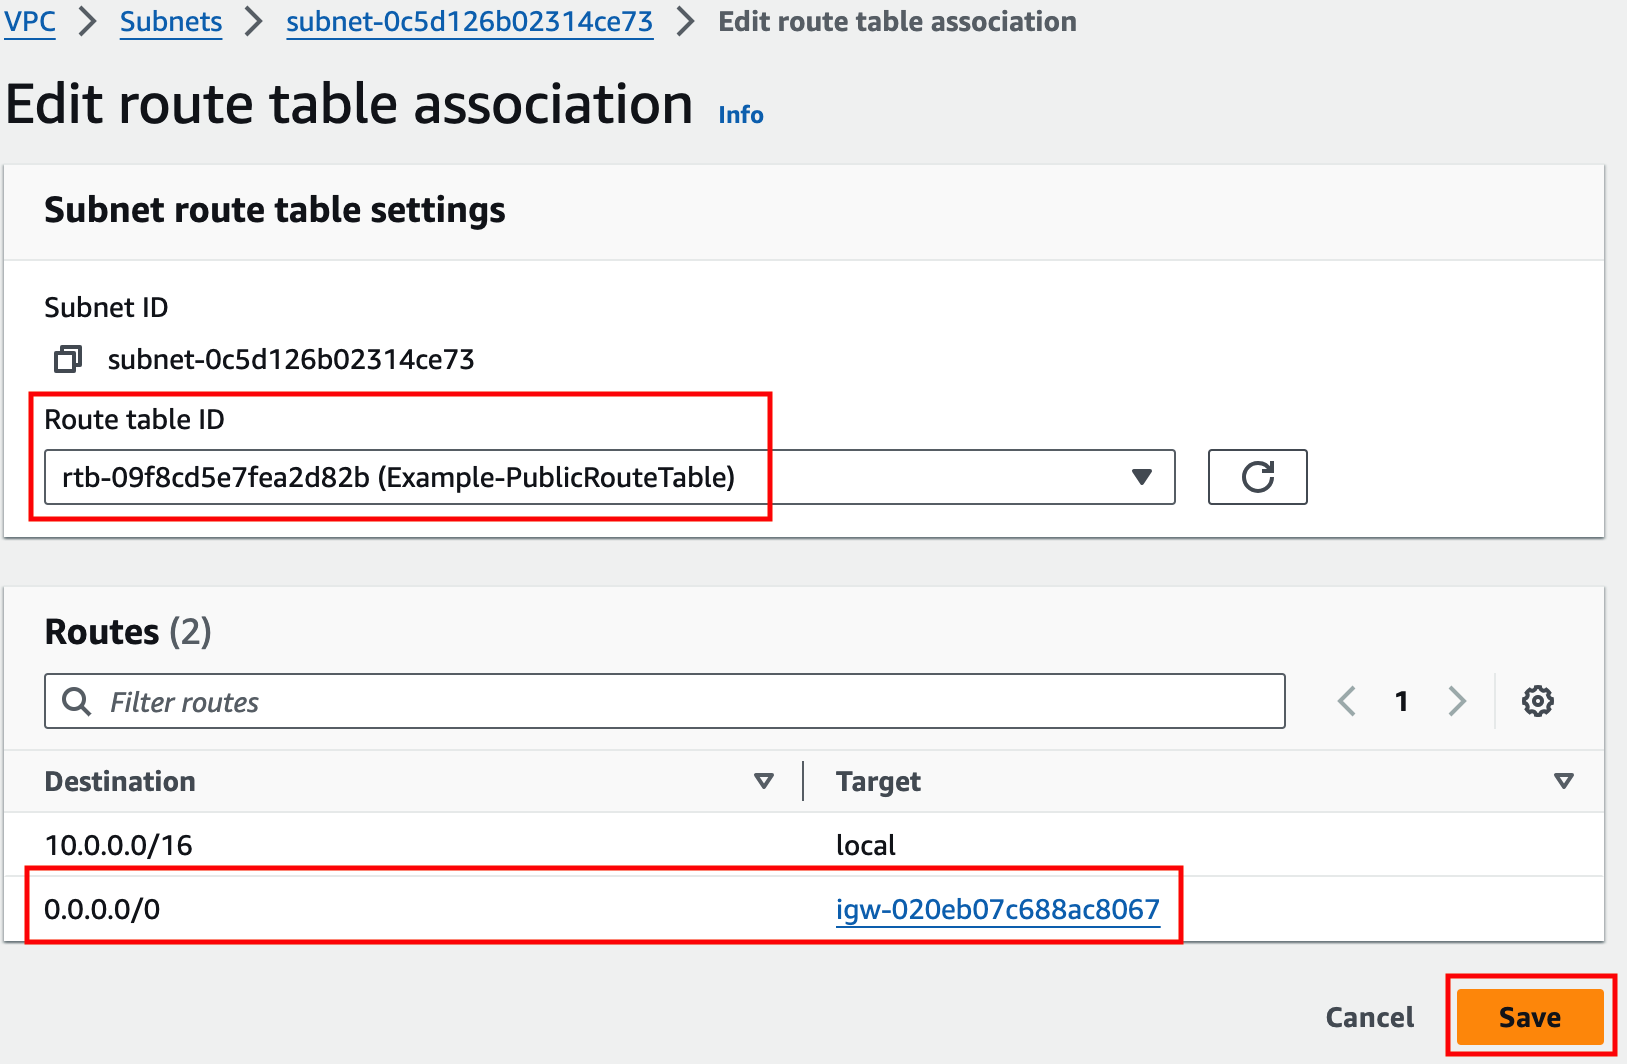 VPC > Subnets > subnet-0c5d126b02314ce73 > Edit route table association
Edit route table association Info
Subnet route table settings
Subnet ID
subnet-0c5d126b02314ce73
Route table ID
rtb-09f8cd5e7fea2d82b (Example-PublicRouteTable)
Routes (2)
Filter routes 1
Destination Target
10.0.0.0/16 local
0.0.0.0/0 igw-020eb07c688ac8067
Cancel Save